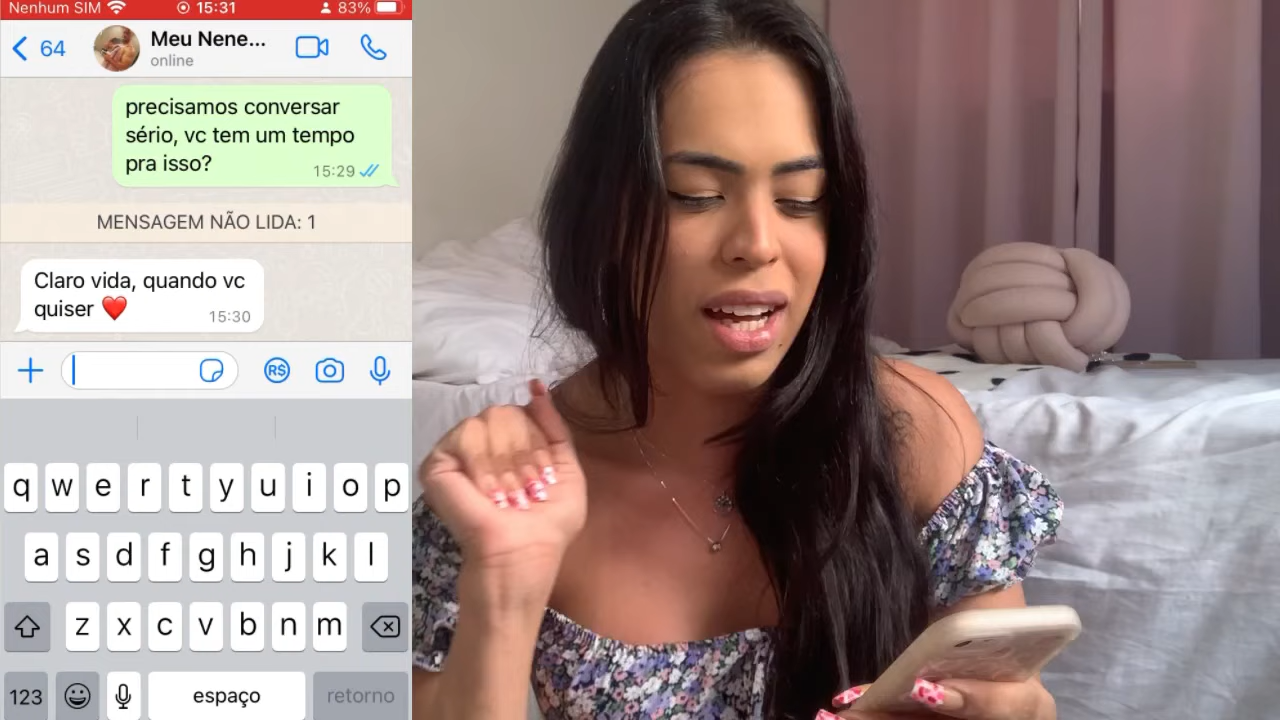 Nenhum SIM 15:31 83%
64 Meu Nene...
online
precisamos conversar
sério, vc tem um tempo
pra isso?
15:29
MENSAGEM NÃO LIDA: 1
Claro vida, quando vc
quiser ❤️
15:30
R$
q w e r t y u i o p
a s d f g h j k l
z x c v b n m
123 espaço retorno